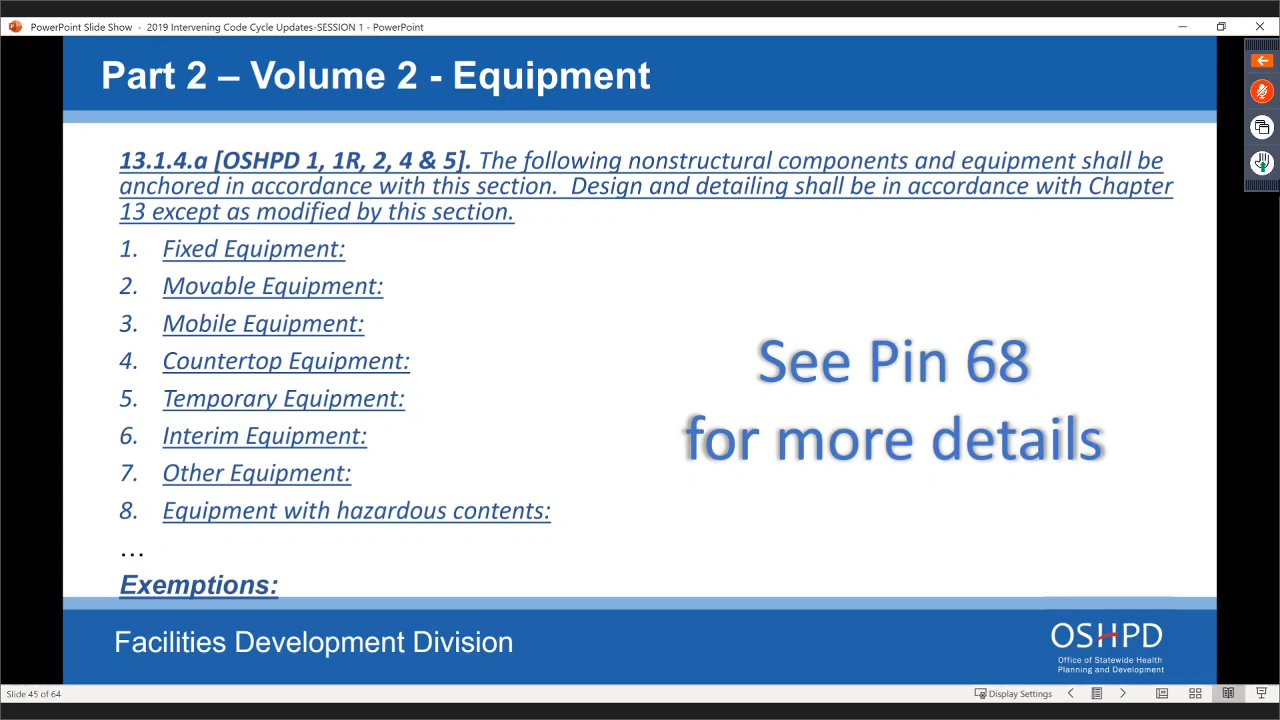 PowerPoint Slide Show - 2019 Intervening Code Cycle Updates-SESSION 1 - PowerPoint
Part 2 – Volume 2 - Equipment
13.1.4.a [OSHPD 1, 1R, 2, 4 & 5]. The following nonstructural components and equipment shall be
anchored in accordance with this section. Design and detailing shall be in accordance with Chapter
13 except as modified by this section.
1. Fixed Equipment:
2. Movable Equipment:
3. Mobile Equipment:
4. Countertop Equipment:
5. Temporary Equipment:
6. Interim Equipment:
7. Other Equipment:
8. Equipment with hazardous contents:
…
Exemptions:
See Pin 68
for more details
Facilities Development Division
OSHPD
Office of Statewide Health
Planning and Development
Slide 45 of 64
Display Settings